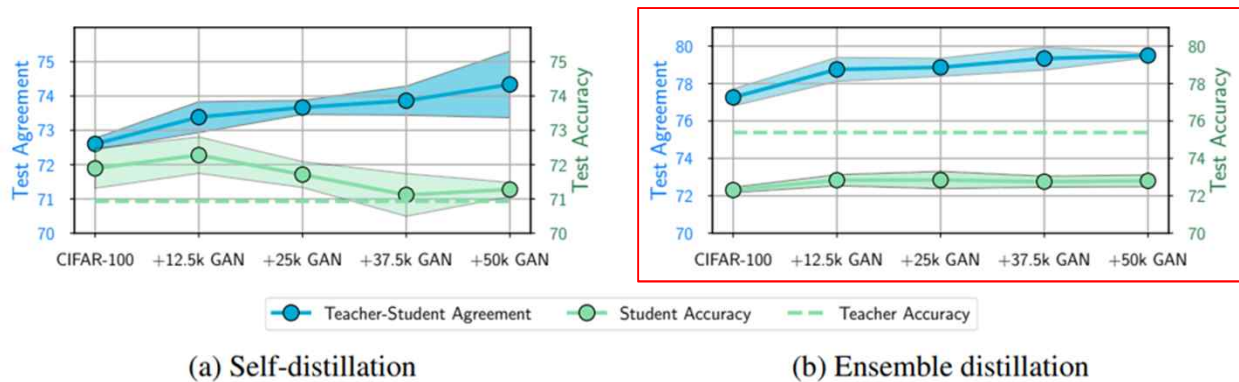 75
74
73
72
71
70
Test Agreement
75
74
73
72
71
70
Test Accuracy
CIFAR-100 +12.5k GAN +25k GAN +37.5k GAN +50k GAN
80
78
76
74
72
70
Test Agreement
80
78
76
74
72
70
Test Accuracy
CIFAR-100 +12.5k GAN +25k GAN +37.5k GAN +50k GAN
Teacher-Student Agreement Student Accuracy Teacher Accuracy
(a) Self-distillation
(b) Ensemble distillation